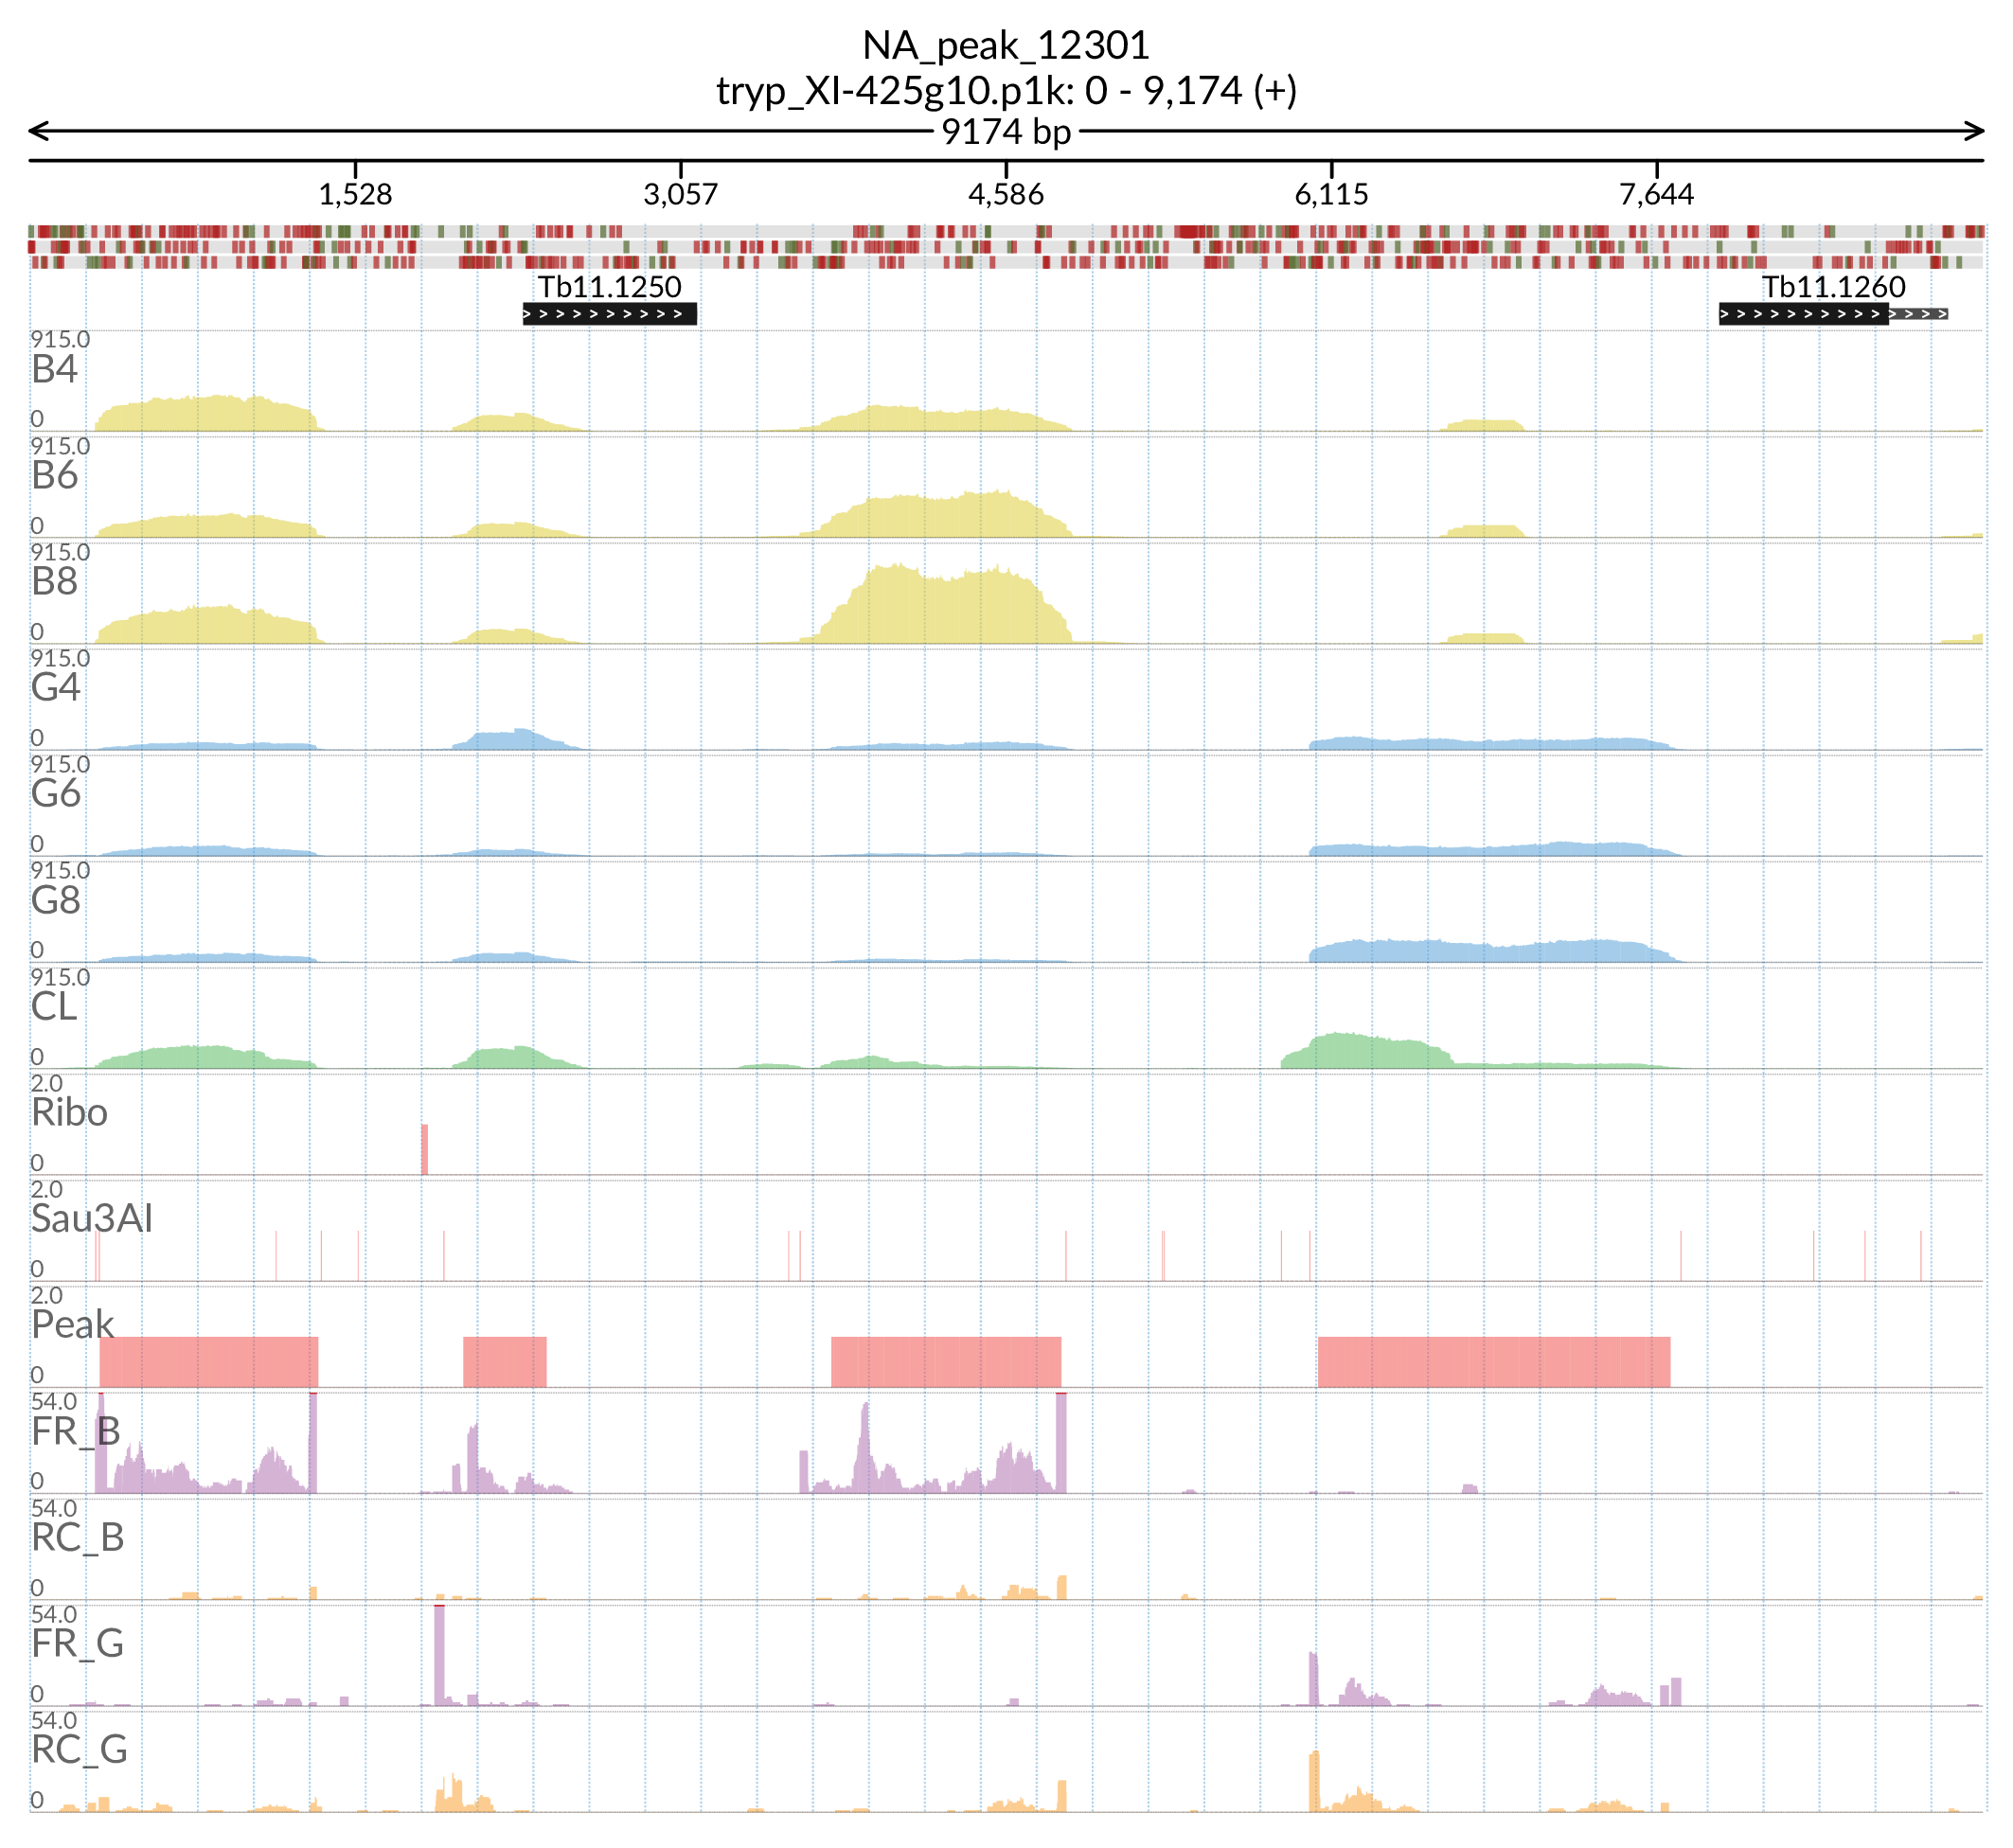 NA_peak_12301
tryp_XI-425g10.p1k: 0 - 9,174 (+)
9174 bp
1,528 3,057 4,586 6,115 7,644
Tb11.1250 Tb11.1260
915.0
B4
0
915.0
B6
0
915.0
B8
0
915.0
G4
0
915.0
G6
0
915.0
G8
0
915.0
CL
0
2.0
Ribo
0
2.0
Sau3AI
0
2.0
Peak
0
54.0
FR_B
0
54.0
RC_B
0
54.0
FR_G
0
54.0
RC_G
0